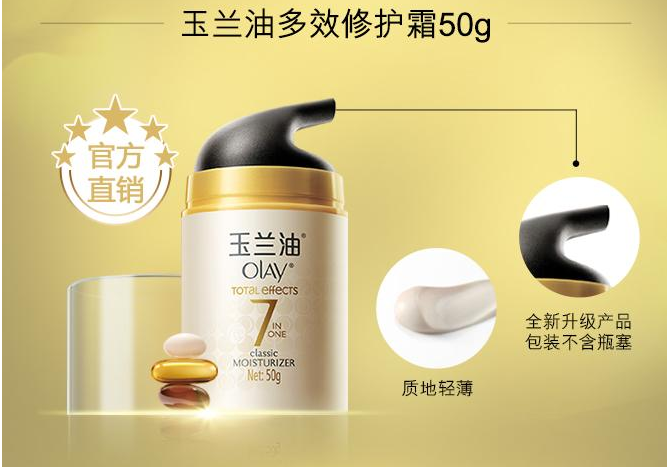 玉兰油多效修护霜50g
官方
直销
玉兰油®
OLAY®
TOTAL EFFECTS
7 IN ONE
classic
MOISTURIZER
Net: 50g
质地轻薄
全新升级产品
包装不含瓶塞